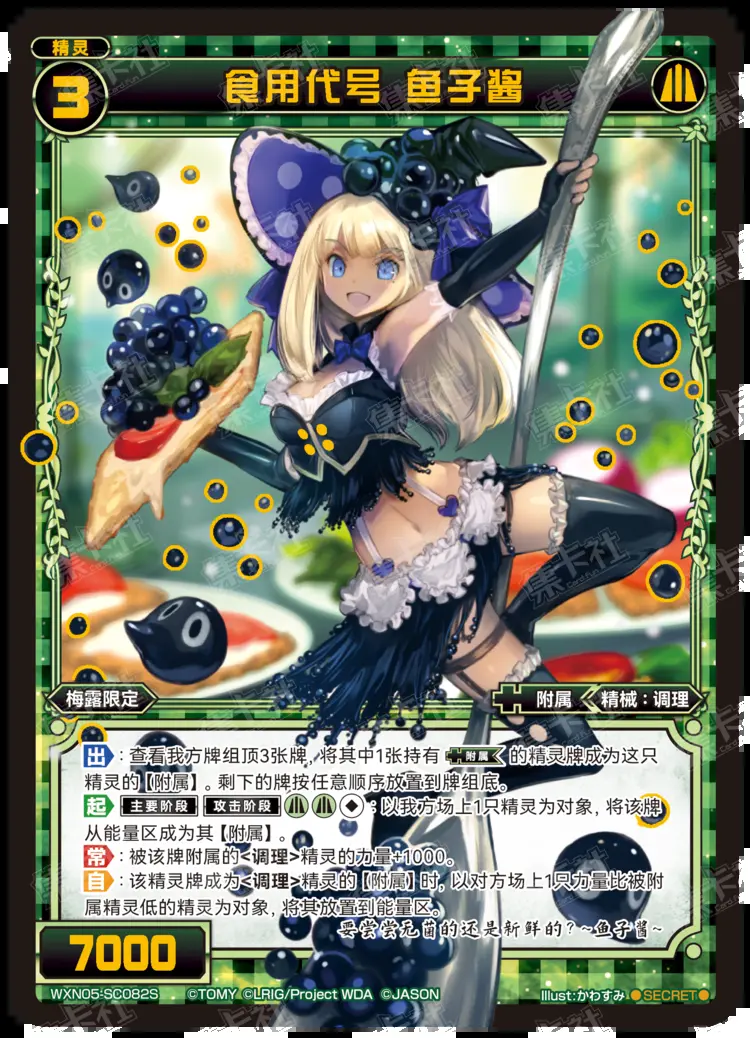 精灵
3
食用代号 鱼子酱
梅露限定
附属 精械：调理
出：查看我方牌组顶3张牌，将其中1张持有 附属 的精灵牌成为这只
精灵的【附属】。剩下的牌按任意顺序放置到牌组底。
起 主要阶段 攻击阶段 ：以我方场上1只精灵为对象，将该牌
从能量区成为其【附属】。
常：被该牌附属的<调理>精灵的力量+1000。
自：该精灵牌成为<调理>精灵的【附属】时，以对方场上1只力量比被附
属精灵低的精灵为对象，将其放置到能量区。
要尝尝无菌的还是新鲜的？~鱼子酱~
7000
WXN05-SC082S ©TOMY ©LRIG/Project WDA ©JASON Illust:かわすみ ●SECRET●
集卡社